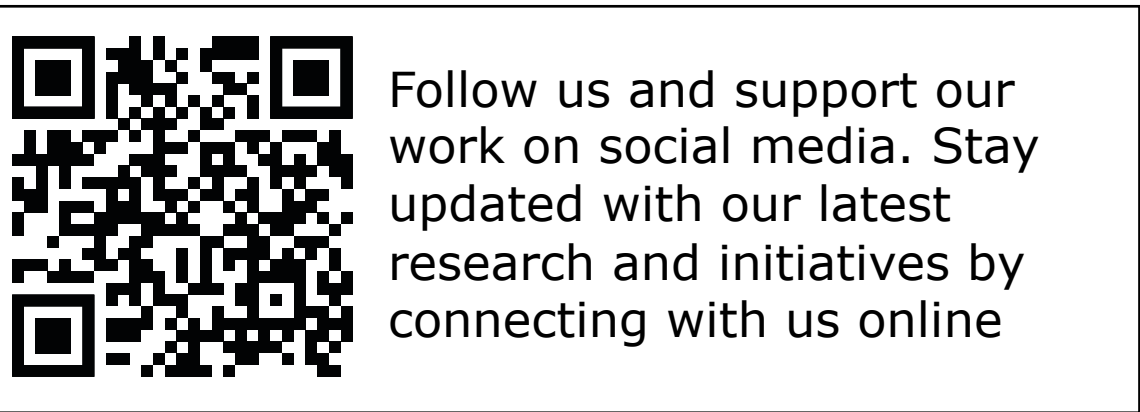 Follow us and support our
work on social media. Stay
updated with our latest
research and initiatives by
connecting with us online